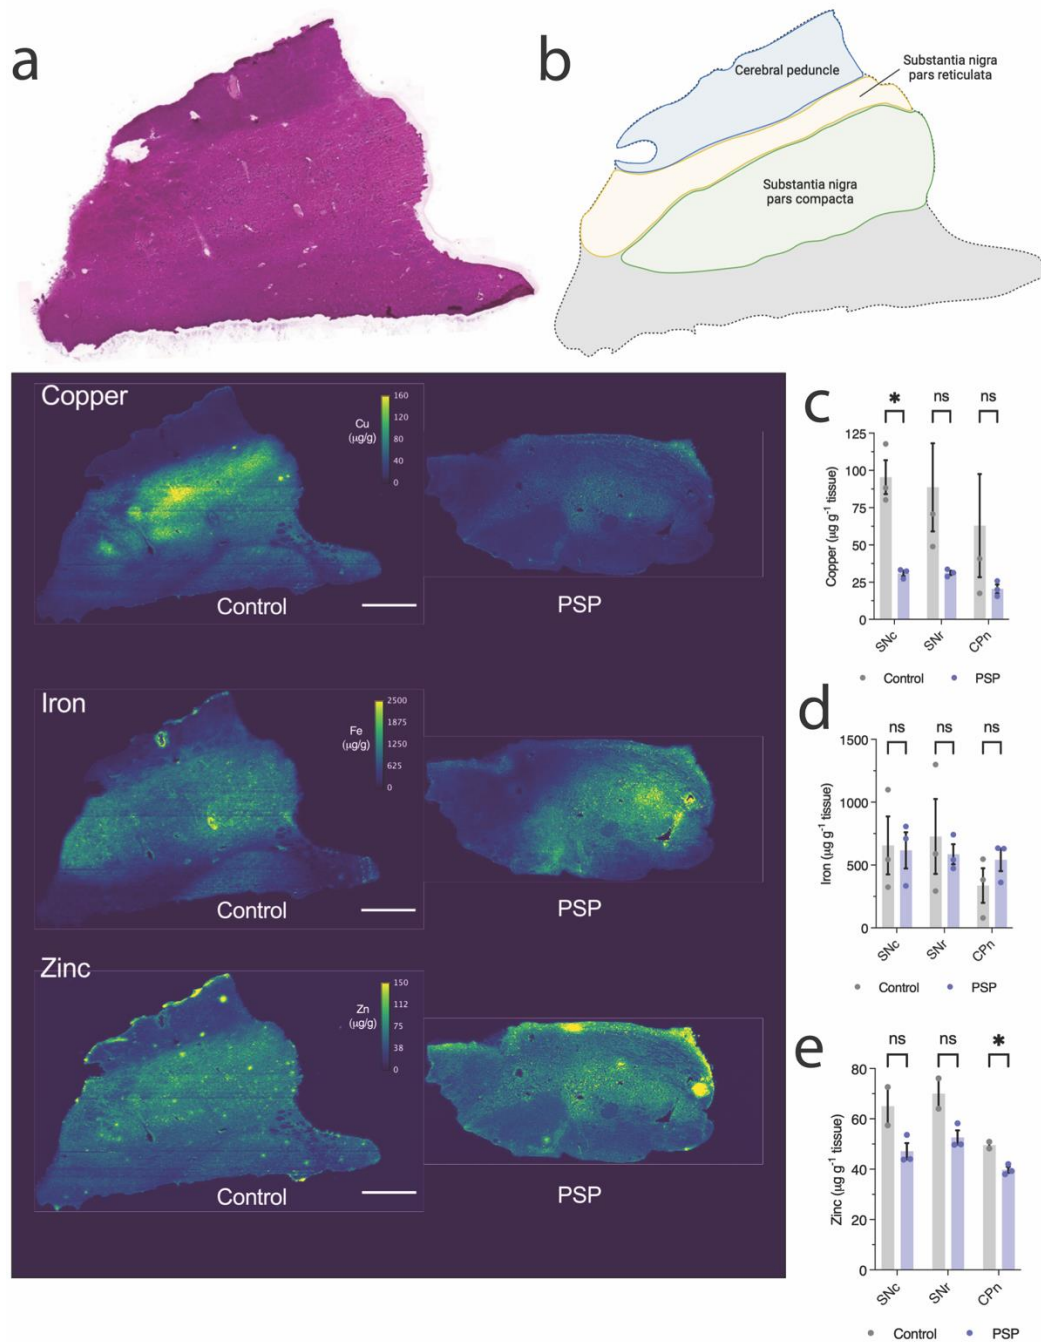 a
b
Cerebral peduncle
Substantia nigra
pars reticulata
Substantia nigra
pars compacta
Copper
Cu
(µg/g)
160
120
80
40
0
Control
PSP
Iron
Fe
(µg/g)
2500
1875
1250
625
0
Control
PSP
Zinc
Zn
(µg/g)
150
113
75
38
0
Control
PSP
c
* ns ns
Copper (µg g⁻¹ tissue)
125
100
75
50
25
0
SNc SNr CPn
Control PSP
d
ns ns ns
Iron (µg g⁻¹ tissue)
1500
1000
500
0
SNc SNr CPn
Control PSP
e
ns ns *
Zinc (µg g⁻¹ tissue)
80
60
40
20
0
SNc SNr CPn
Control PSP